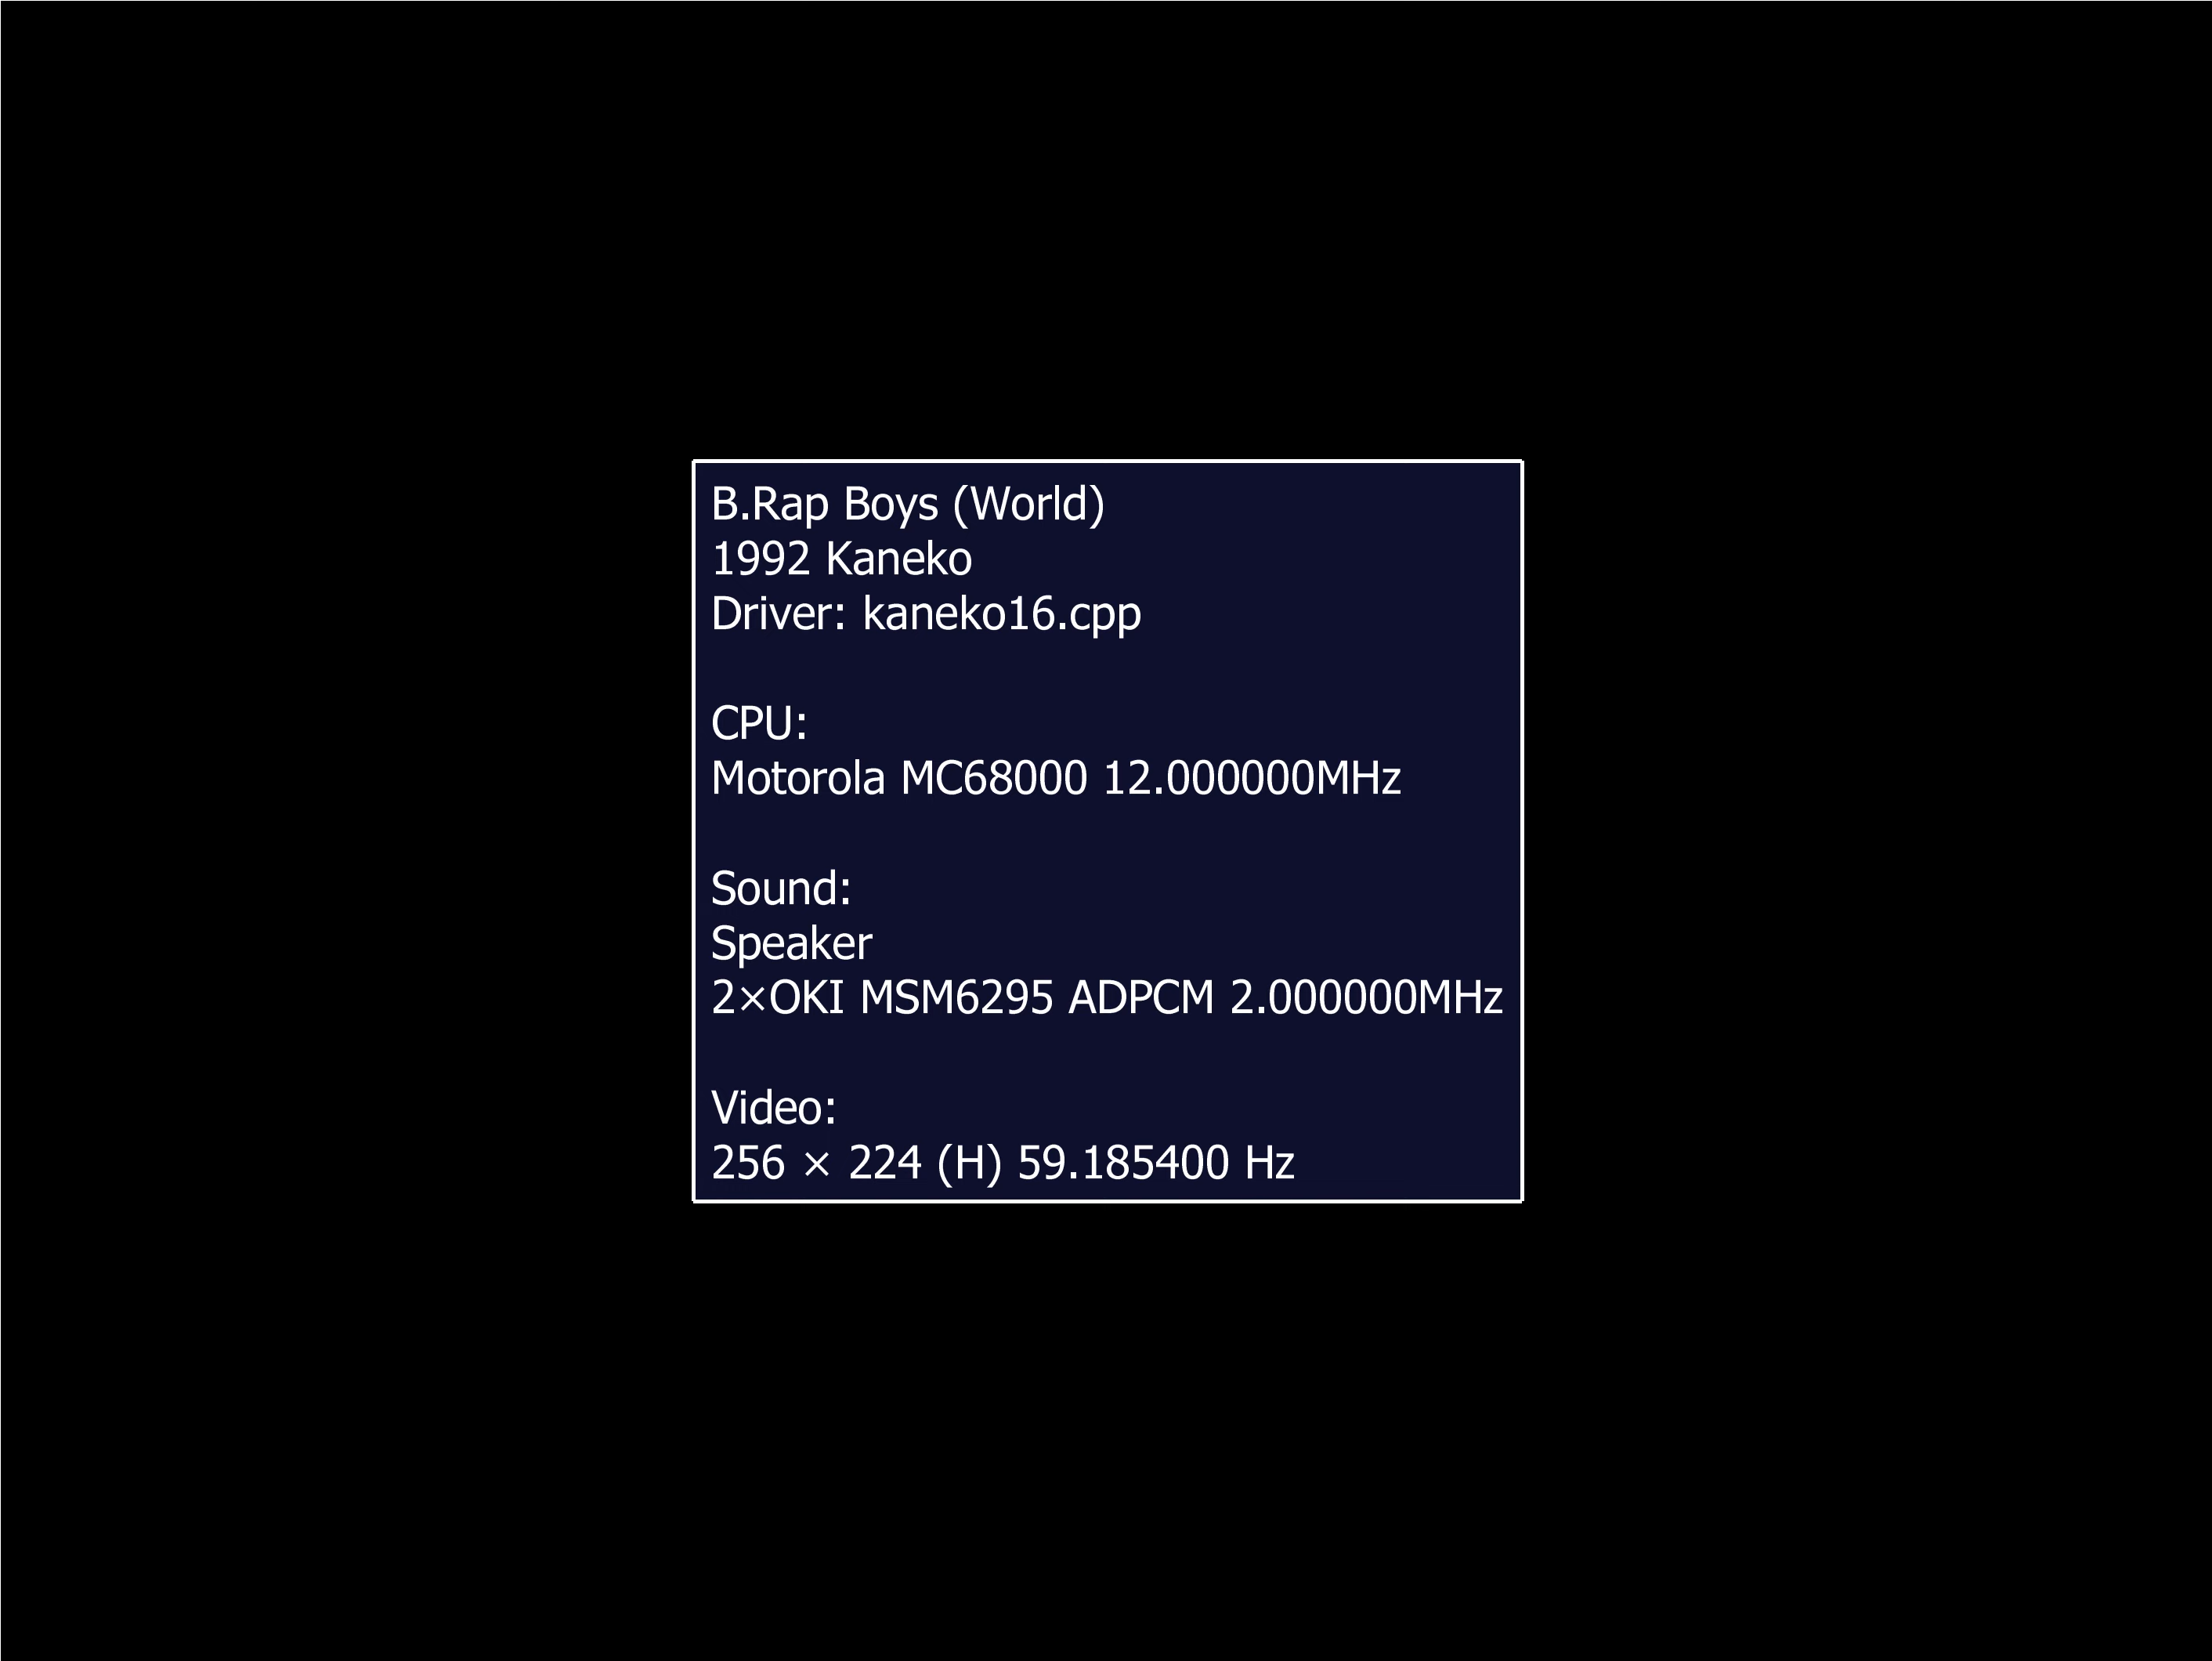 B.Rap Boys (World)
1992 Kaneko
Driver: kaneko16.cpp
CPU:
Motorola MC68000 12.000000MHz
Sound:
Speaker
2×OKI MSM6295 ADPCM 2.000000MHz
Video:
256 × 224 (H) 59.185400 Hz